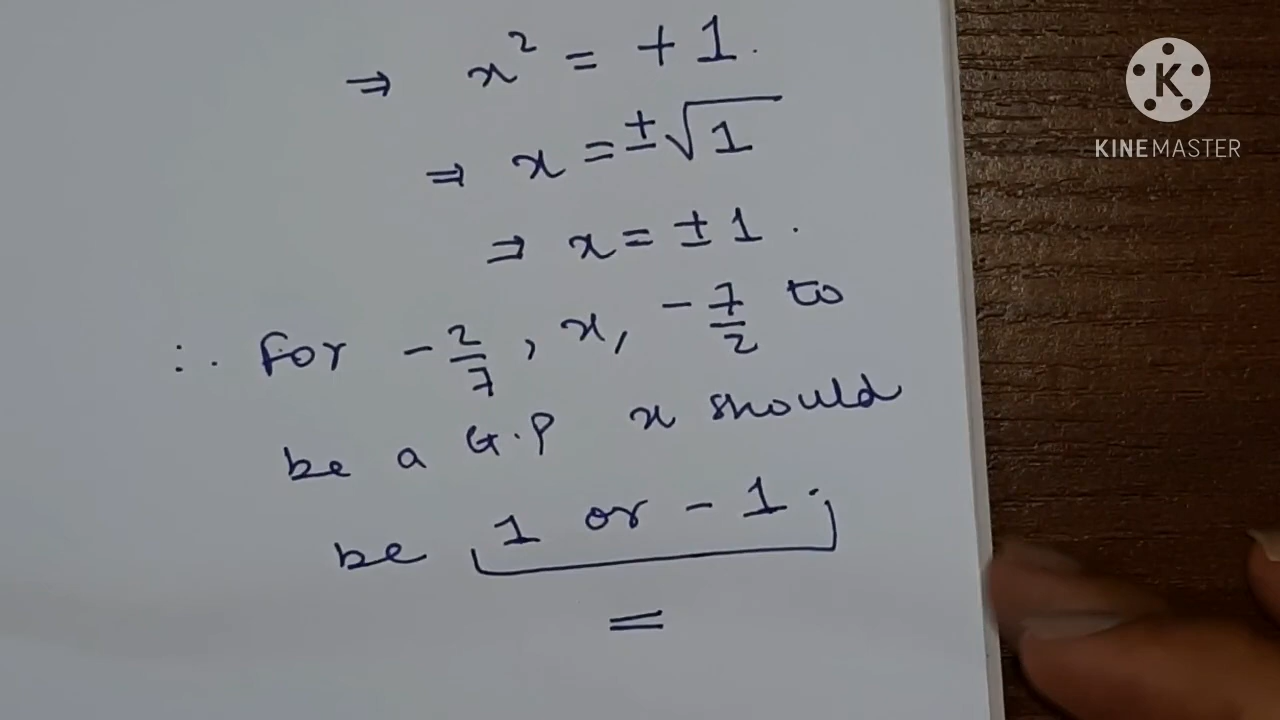 ⇒ x² = +1.
⇒ x = ±√1
⇒ x = ±1.
∴ For -2/7, x, -7/2 to
be a G.P x should
be 1 or -1.
K
KINEMASTER